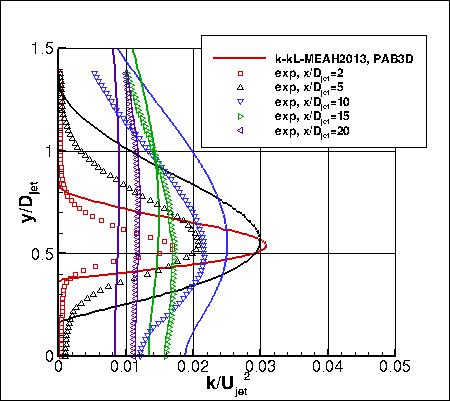 1.5
k-kL-MEAH2013, PAB3D
exp, x/Djet=2
exp, x/Djet=5
exp, x/Djet=10
exp, x/Djet=15
exp, x/Djet=20
1
y/Djet
0.5
0
0 0.01 0.02 0.03 0.04 0.05
k/Ujet²